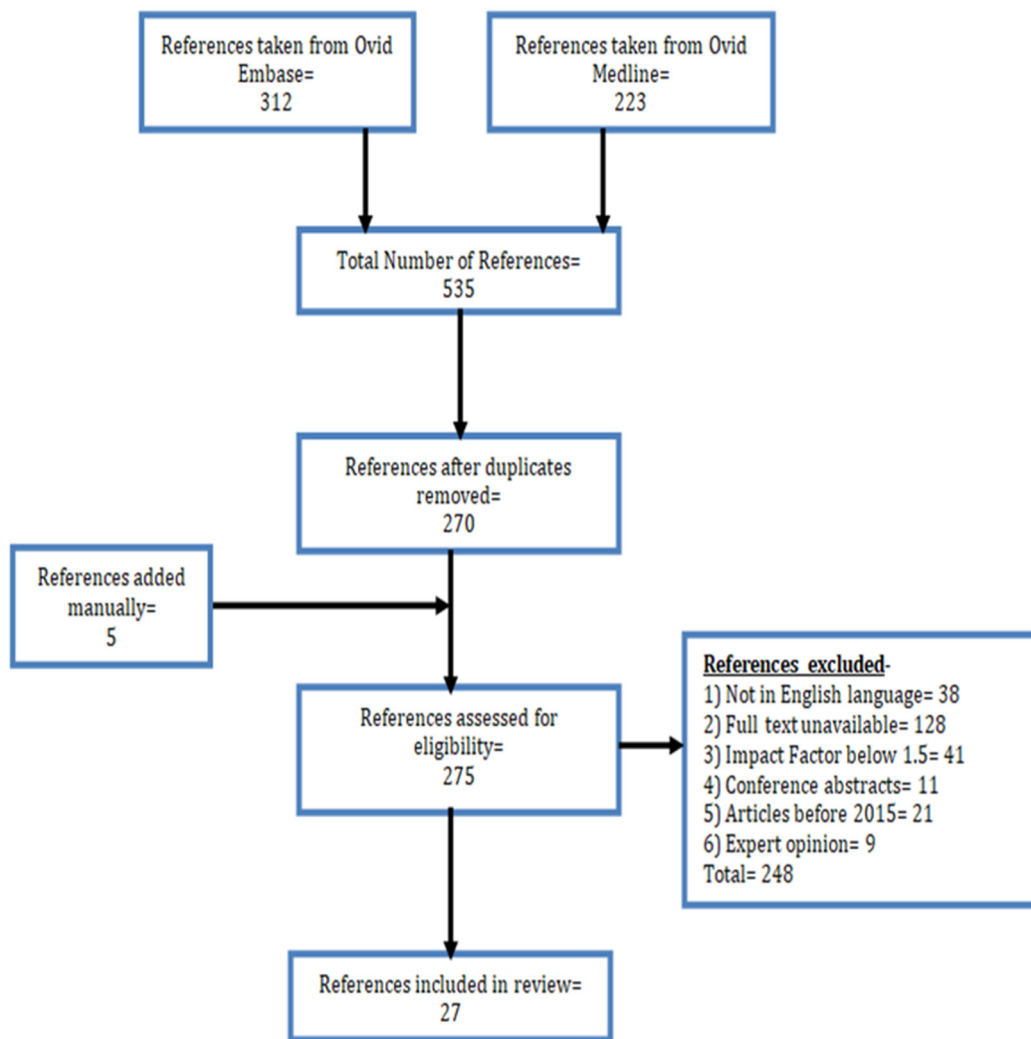 References taken from Ovid
Embase=
312
References taken from Ovid
Medline=
223
Total Number of References=
535
References after duplicates
removed=
270
References added
manually=
5
References assessed for
eligibility=
275
References excluded-
1) Not in English language= 38
2) Full text unavailable= 128
3) Impact Factor below 1.5= 41
4) Conference abstracts= 11
5) Articles before 2015= 21
6) Expert opinion= 9
Total= 248
References included in review=
27